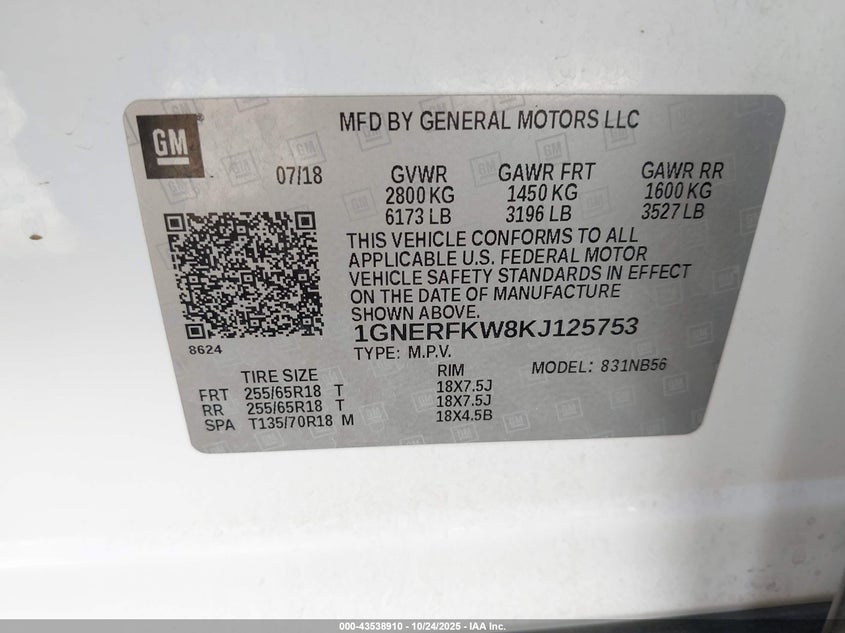 GM
MFD BY GENERAL MOTORS LLC
07/18
GVWR GAWR FRT GAWR RR
2800 KG 1450 KG 1600 KG
6173 LB 3196 LB 3527 LB
THIS VEHICLE CONFORMS TO ALL
APPLICABLE U.S. FEDERAL MOTOR
VEHICLE SAFETY STANDARDS IN EFFECT
ON THE DATE OF MANUFACTURE
SHOWN ABOVE.
1GNERFKW8KJ125753
8624
TYPE: M.P.V. MODEL: 831NB56
TIRE SIZE RIM
FRT 255/65R18 T 18X7.5J
RR 255/65R18 T 18X7.5J
SPA T135/70R18 M 18X4.5B
000-43538910 - 10/24/2025 - IAA Inc.